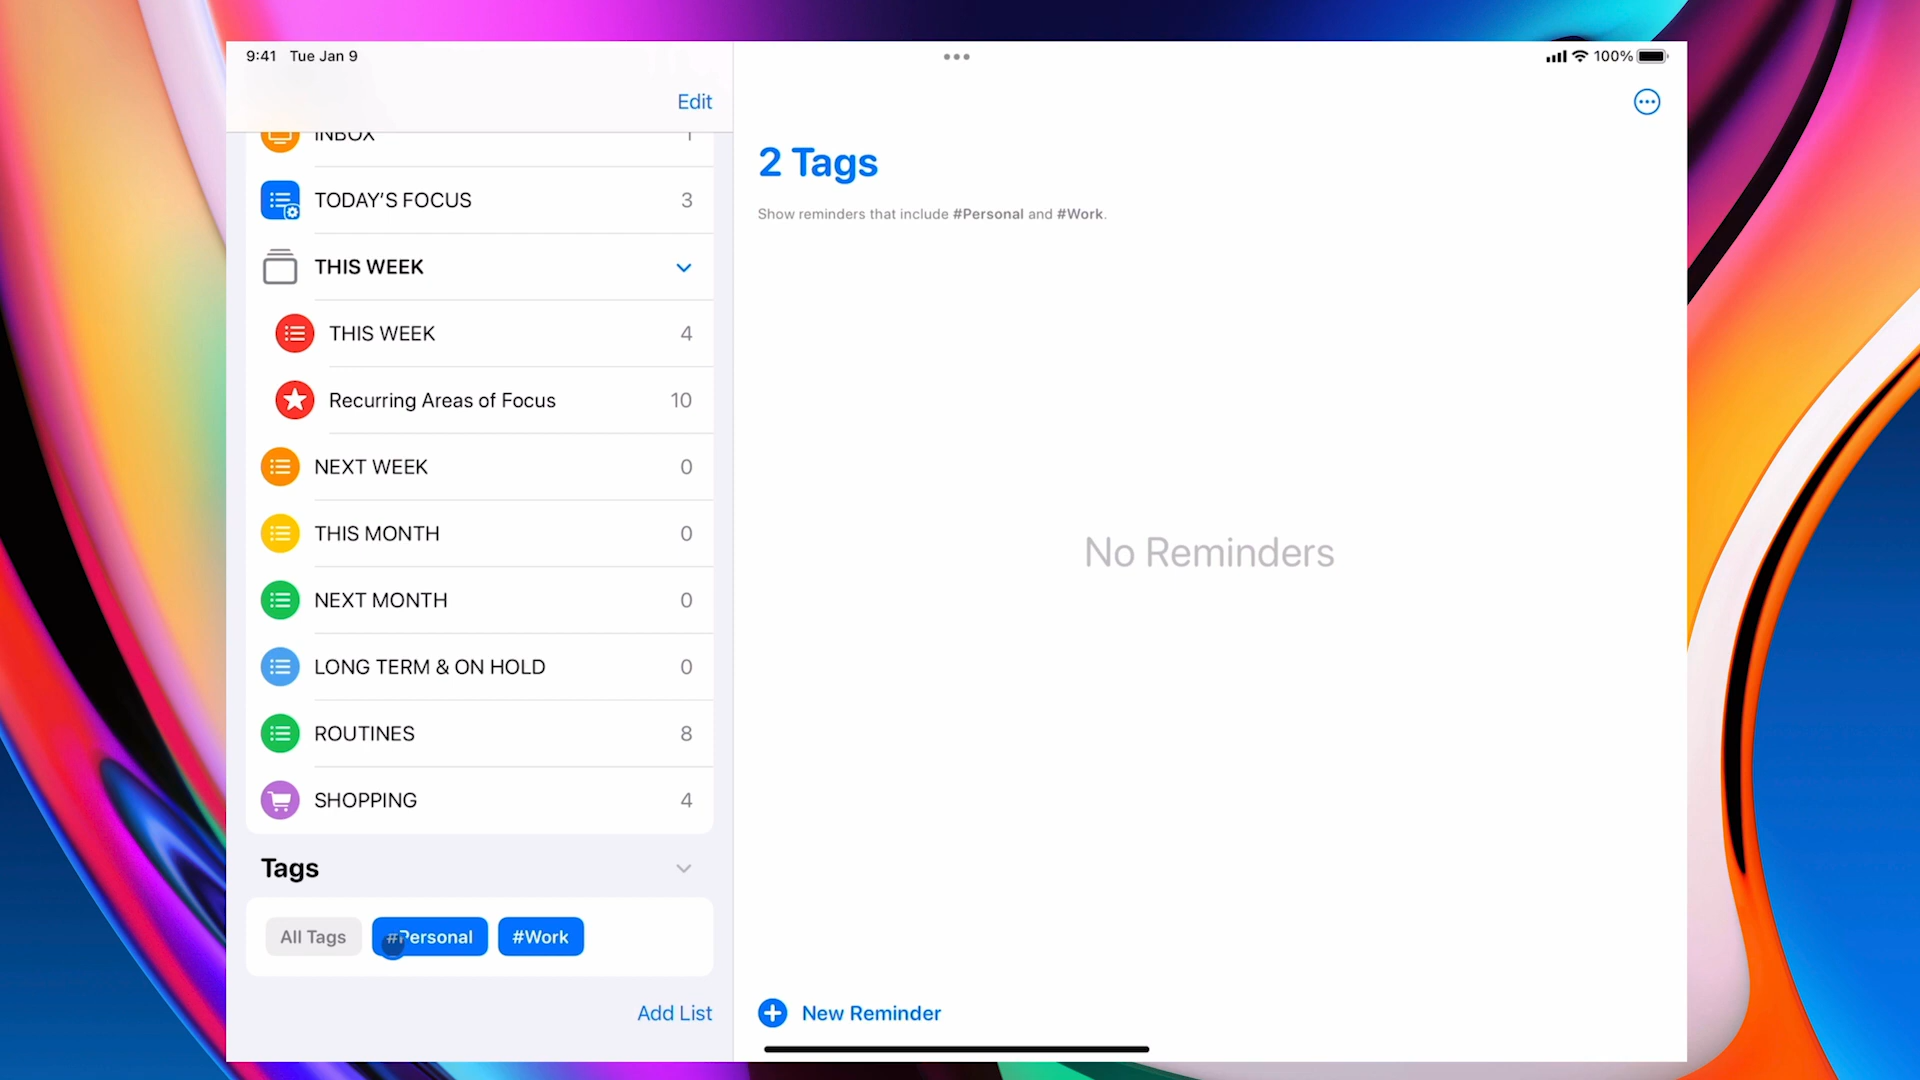 9:41 Tue Jan 9
100%
Edit
INBOX 1
TODAY'S FOCUS 3
THIS WEEK
THIS WEEK 4
Recurring Areas of Focus 10
NEXT WEEK 0
THIS MONTH 0
NEXT MONTH 0
LONG TERM & ON HOLD 0
ROUTINES 8
SHOPPING 4
Tags
All Tags #Personal #Work
Add List
2 Tags
Show reminders that include #Personal and #Work.
No Reminders
New Reminder